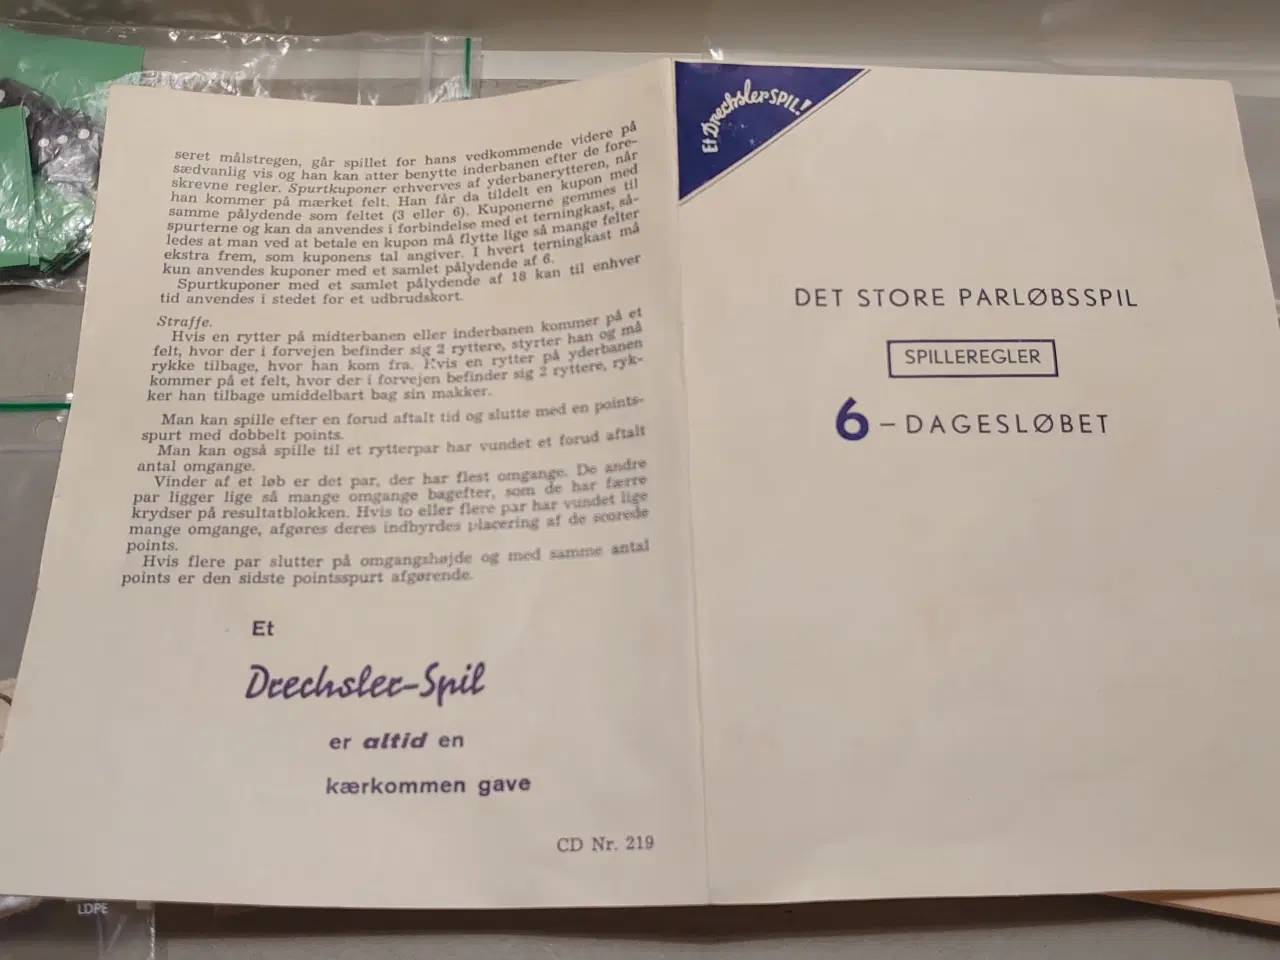 seret målstregen, går spillet for hans vedkommende videre på
sædvanlig vis og han kan atter benytte inderbanen efter de fore-
skrevne regler. Spurtkuponer erhverves af yderbanerytteren, når
han kommer på mærket felt. Han får da tildelt en kupon med
samme pålydende som feltet (3 eller 6). Kuponerne gemmes til
spurterne og kan da anvendes i forbindelse med et terningkast, så-
ledes at man ved at betale en kupon må flytte lige så mange felter
ekstra frem, som kuponens tal angiver. I hvert terningkast må
kun anvendes kuponer med et samlet pålydende af 6.
Spurtkuponer med et samlet pålydende af 18 kan til enhver
tid anvendes i stedet for et udbrudskort.
Straffe.
Hvis en rytter på midterbanen eller inderbanen kommer på et
felt, hvor der i forvejen befinder sig 2 ryttere, styrter han og må
rykke tilbage, hvor han kom fra. Hvis en rytter på yderbanen
kommer på et felt, hvor der i forvejen befinder sig 2 ryttere, ryk-
ker han tilbage umiddelbart bag sin makker.
Man kan spille efter en forud aftalt tid og slutte med en points-
spurt med dobbelt points.
Man kan også spille til et rytterpar har vundet et forud aftalt
antal omgange.
Vinder af et løb er det par, der har flest omgange. De andre
par ligger lige så mange omgange bagefter, som de har færre
krydser på resultatblokken. Hvis to eller flere par har vundet lige
mange omgange, afgøres deres indbyrdes placering af de scorede
points.
Hvis flere par slutter på omgangshøjde og med samme antal
points er den sidste pointsspurt afgørende.
Et
Drechsler-Spil
er altid en
kærkommen gave
CD Nr. 219
Et Drechsler SPIL!
DET STORE PARLØBSSPIL
SPILLEREGLER
6 – DAGESLØBET
LDPE